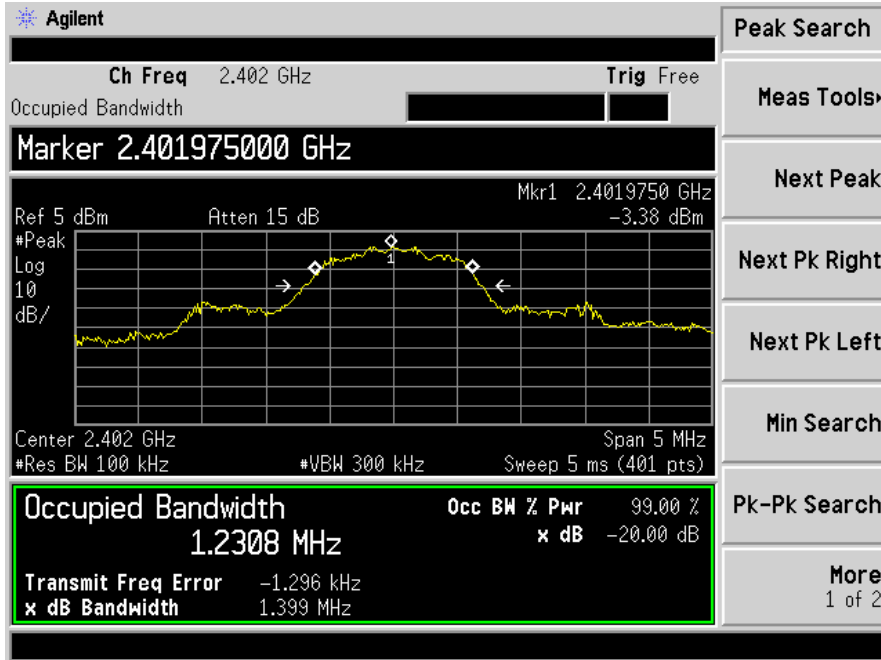 Agilent
Peak Search
Ch Freq 2.402 GHz Trig Free
Occupied Bandwidth
Meas Tools
Marker 2.401975000 GHz
Next Peak
Mkr1 2.4019750 GHz
Ref 5 dBm Atten 15 dB -3.38 dBm
#Peak
Log
10
dB/
1
Next Pk Right
Next Pk Left
Center 2.402 GHz Span 5 MHz
#Res BW 100 kHz #VBW 300 kHz Sweep 5 ms (401 pts)
Min Search
Occupied Bandwidth
1.2308 MHz
Occ BW % Pwr 99.00 %
x dB -20.00 dB
Pk-Pk Search
Transmit Freq Error -1.296 kHz
x dB Bandwidth 1.399 MHz
More
1 of 2